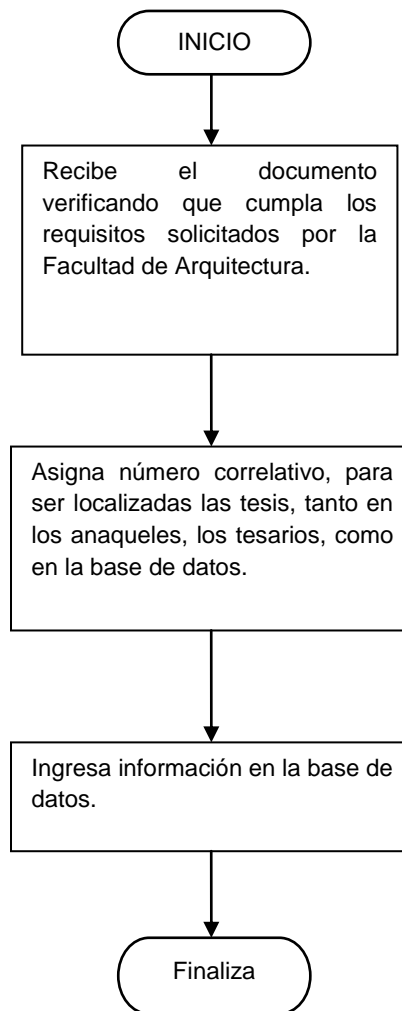 INICIO
Recibe el documento
verificando que cumpla los
requisitos solicitados por la
Facultad de Arquitectura.
Asigna número correlativo, para
ser localizadas las tesis, tanto en
los anaqueles, los tesarios, como
en la base de datos.
Ingresa información en la base de
datos.
Finaliza